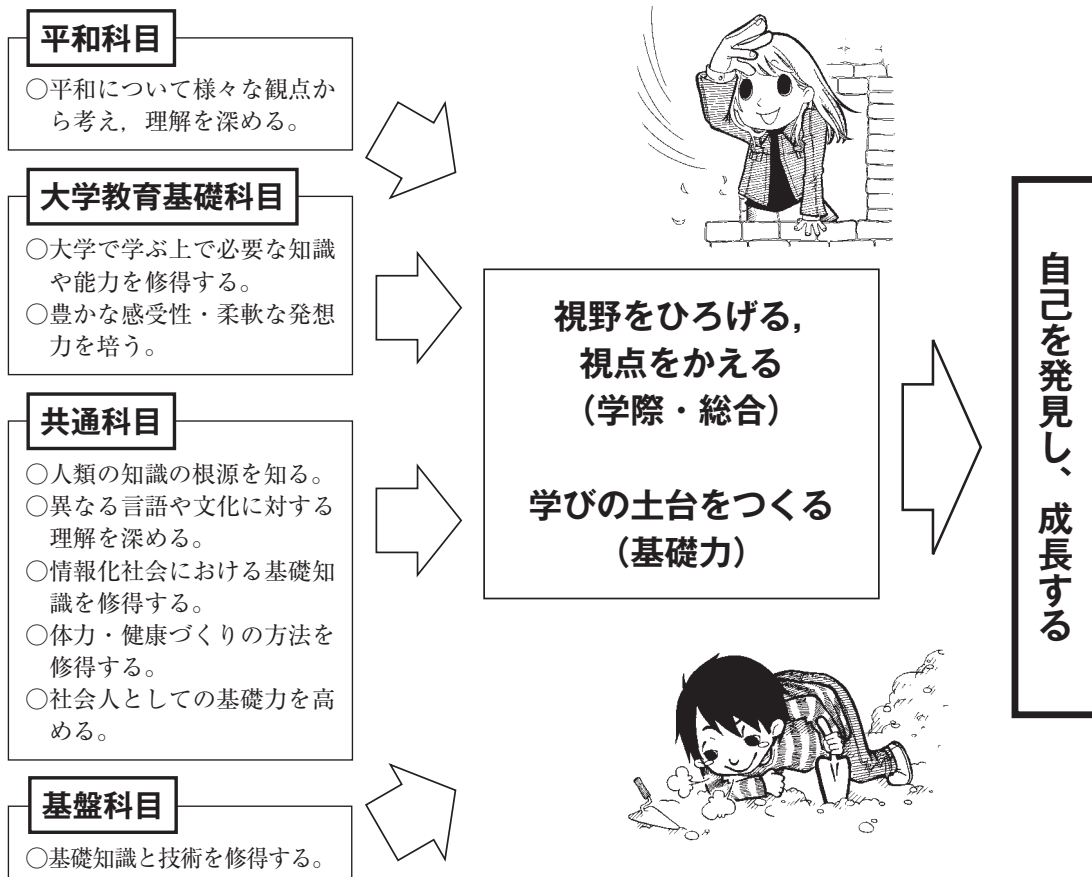 平和科目
○平和について様々な観点か
ら考え，理解を深める。
大学教育基礎科目
○大学で学ぶ上で必要な知識
や能力を修得する。
○豊かな感受性・柔軟な発想
力を培う。
共通科目
○人類の知識の根源を知る。
○異なる言語や文化に対する
理解を深める。
○情報化社会における基礎知
識を修得する。
○体力・健康づくりの方法を
修得する。
○社会人としての基礎力を高
める。
基盤科目
○基礎知識と技術を修得する。
視野をひろげる，
視点をかえる
（学際・総合）
学びの土台をつくる
（基礎力）
自己を発見し、成長する